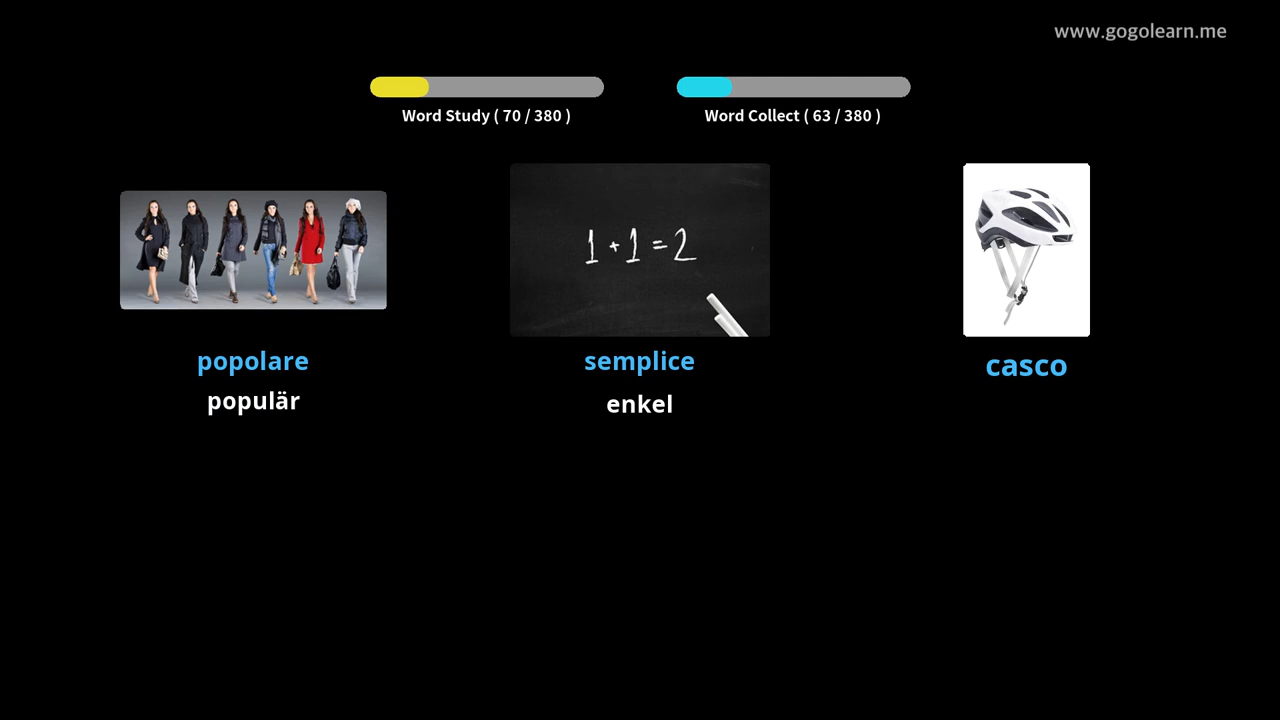 www.gogolearn.me
Word Study ( 70 / 380 )
Word Collect ( 63 / 380 )
1+1=2
popolare
populär
semplice
enkel
casco